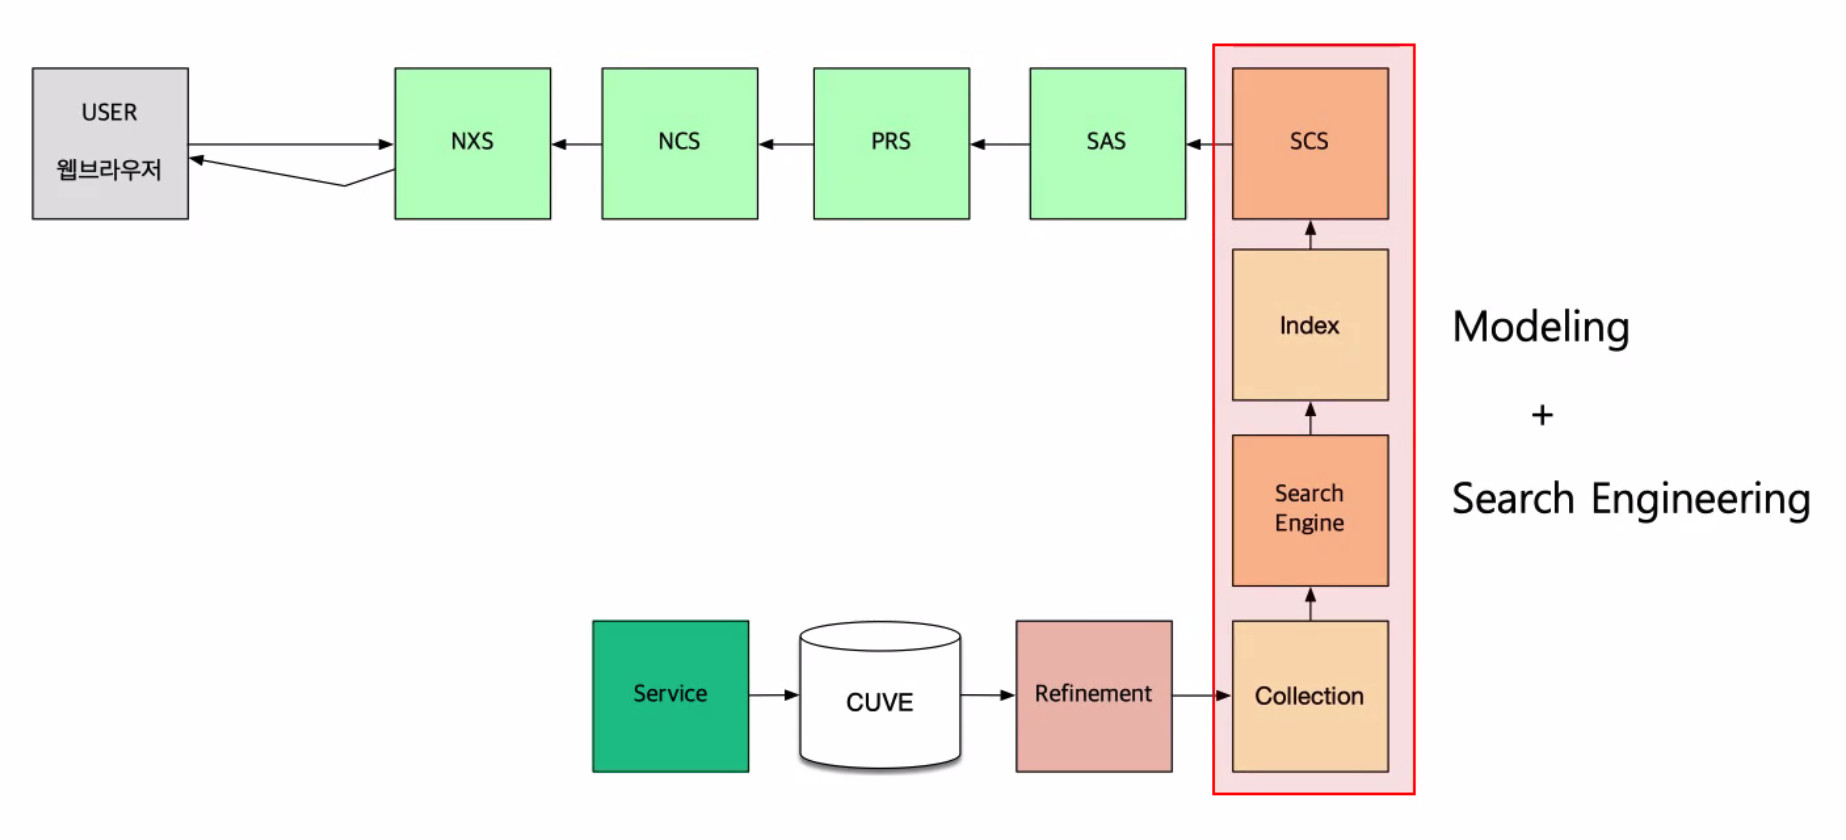 USER
웹브라우저
NXS
NCS
PRS
SAS
SCS
Index
Modeling
+
Search Engineering
Search
Engine
Service
CUVE
Refinement
Collection